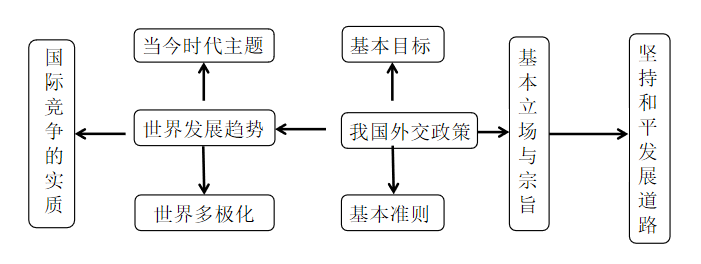 国际竞争的实质
当今时代主题
世界发展趋势
世界多极化
基本目标
我国外交政策
基本准则
基本立场与宗旨
坚持和平发展道路